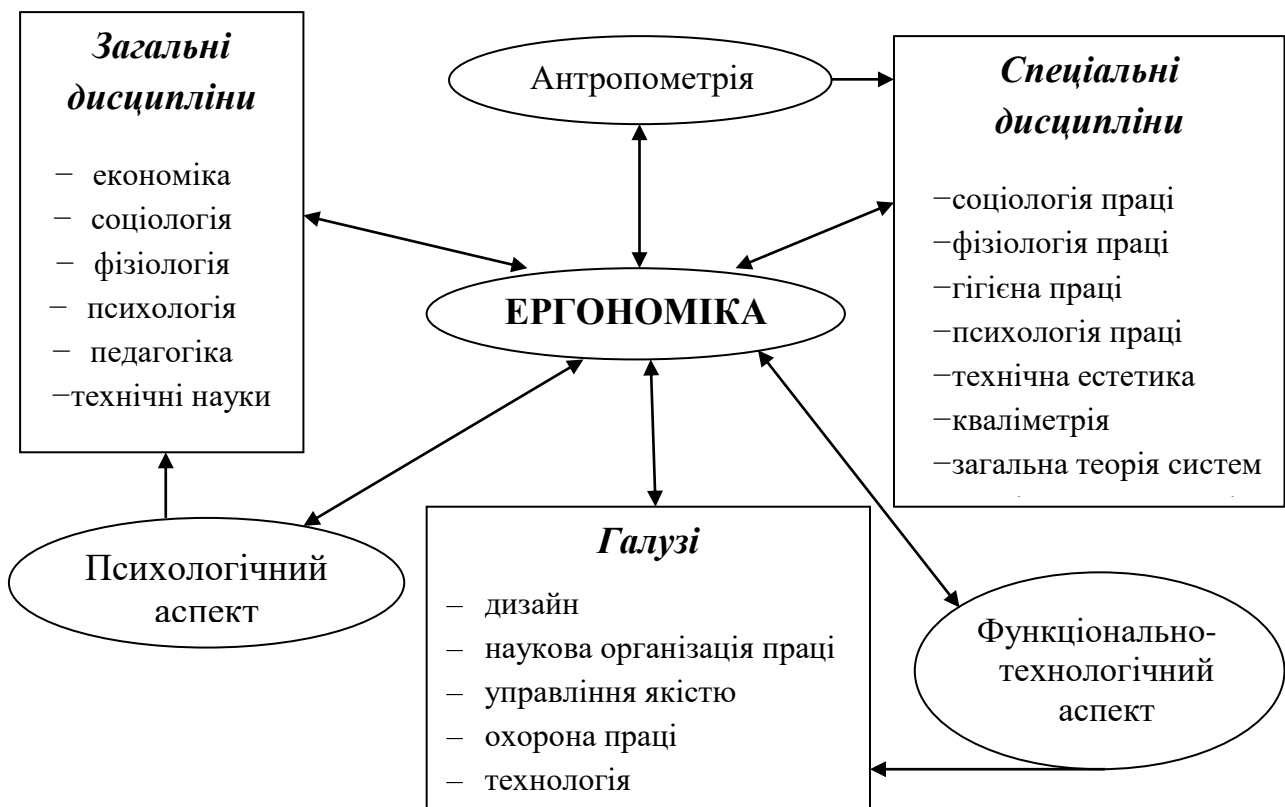 Загальні
дисципліни
− економіка
− соціологія
− фізіологія
− психологія
− педагогіка
−технічні науки
Антропометрія
Спеціальні
дисципліни
−соціологія праці
−фізіологія праці
−гігієна праці
−психологія праці
−технічна естетика
−кваліметрія
−загальна теорія систем
ЕРГОНОМІКА
Психологічний
аспект
Галузі
– дизайн
– наукова організація праці
– управління якістю
– охорона праці
– технологія
Функціонально-
технологічний
аспект